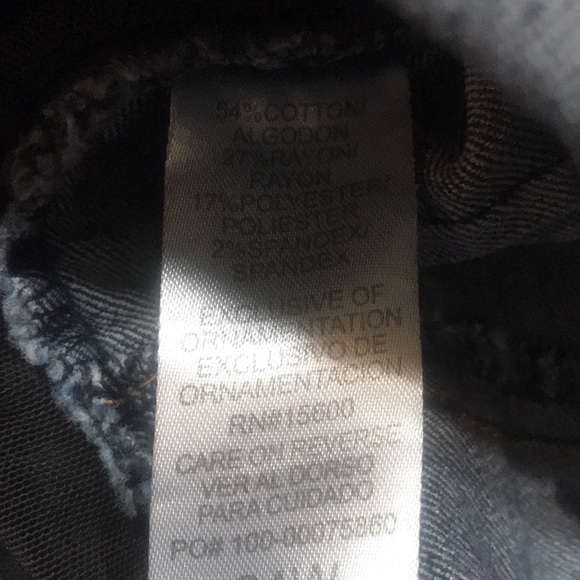 54%COTTON/
ALGODON
27%RAYON/
RAYON
17%POLYESTER/
POLIESTER
2%SPANDEX/
SPANDEX
EXCLUSIVE OF
ORNAMENTATION
EXCLUSIVO DE
ORNAMENTACION
RN#15600
CARE ON REVERSE
VER AL DORSO
PARA CUIDADO
PO# 100-00075860